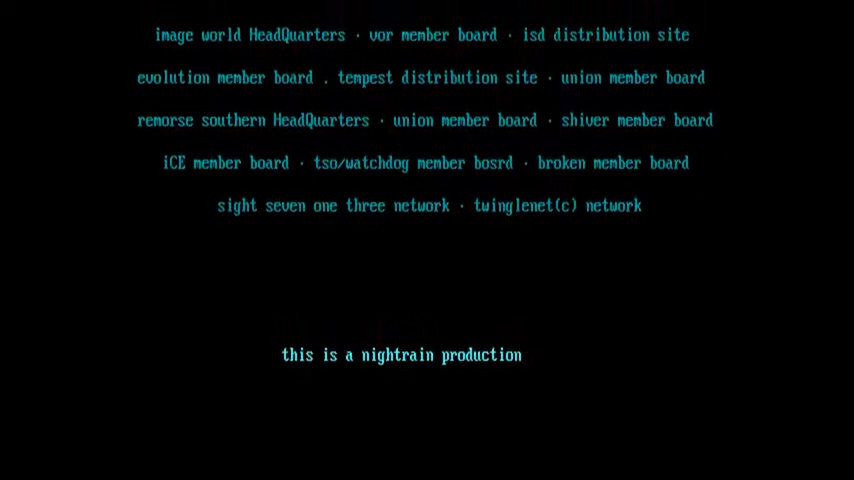 image world HeadQuarters · vor member board · isd distribution site
evolution member board . tempest distribution site · union member board
remorse southern HeadQuarters · union member board · shiver member board
iCE member board · tso/watchdog member bosrd · broken member board
sight seven one three network · twinglenet(c) network
this is a nightrain production